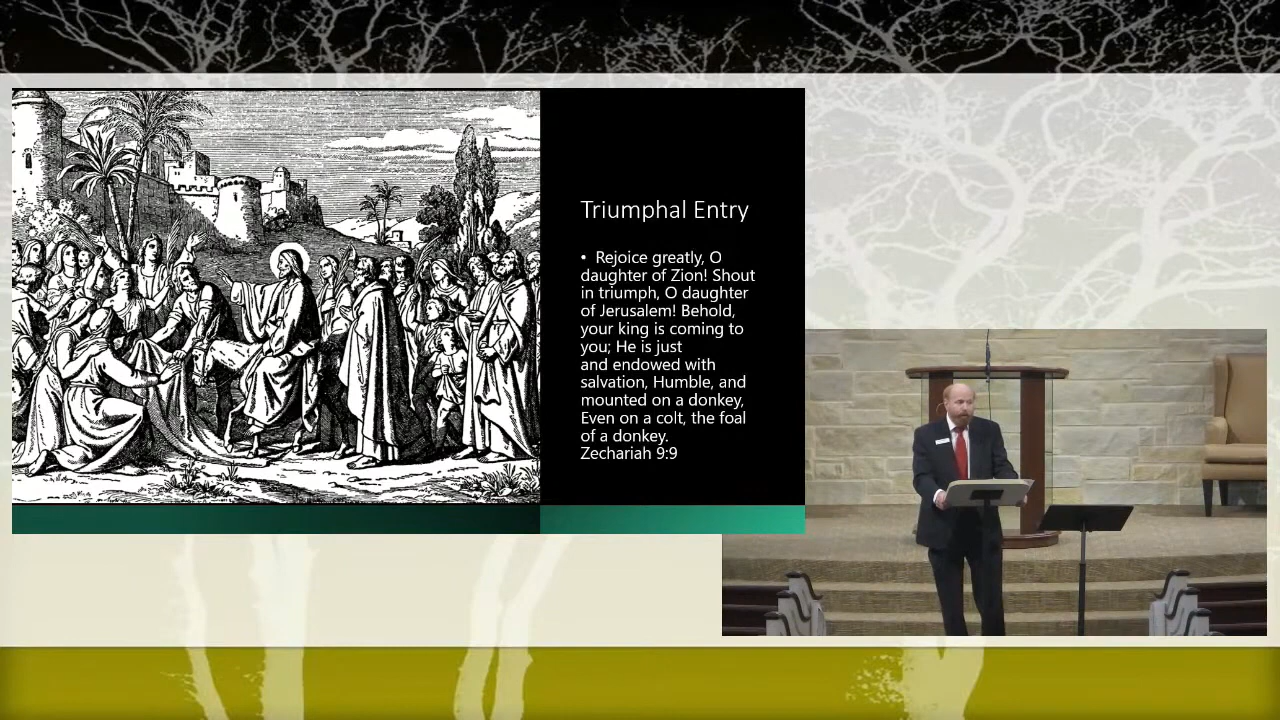 Triumphal Entry
• Rejoice greatly, O
daughter of Zion! Shout
in triumph, O daughter
of Jerusalem! Behold,
your king is coming to
you; He is just
and endowed with
salvation, Humble, and
mounted on a donkey,
Even on a colt, the foal
of a donkey.
Zechariah 9:9